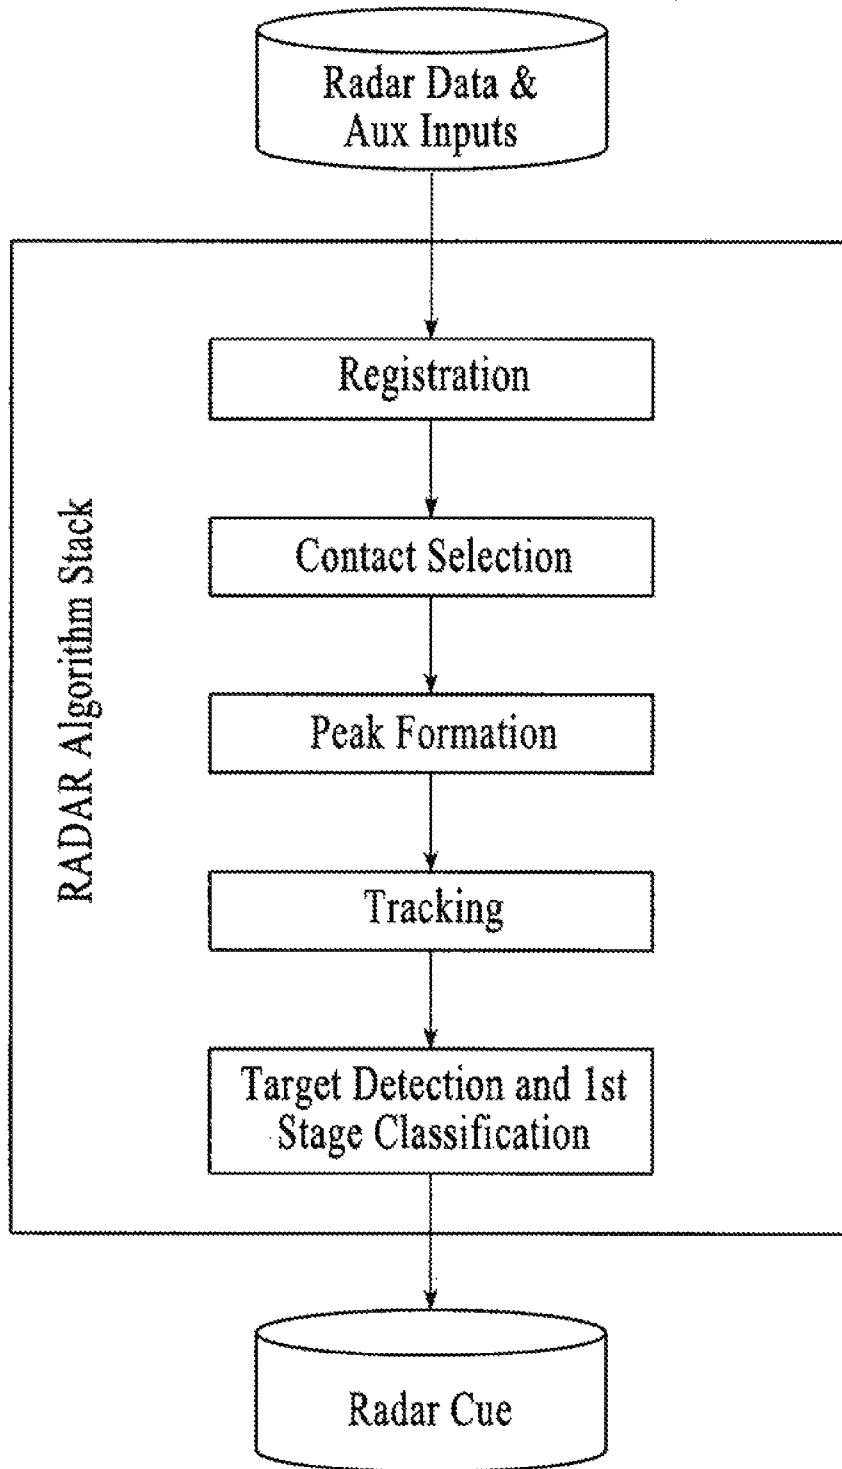 Radar Data &
Aux Inputs
RADAR Algorithm Stack
Registration
Contact Selection
Peak Formation
Tracking
Target Detection and 1st
Stage Classification
Radar Cue